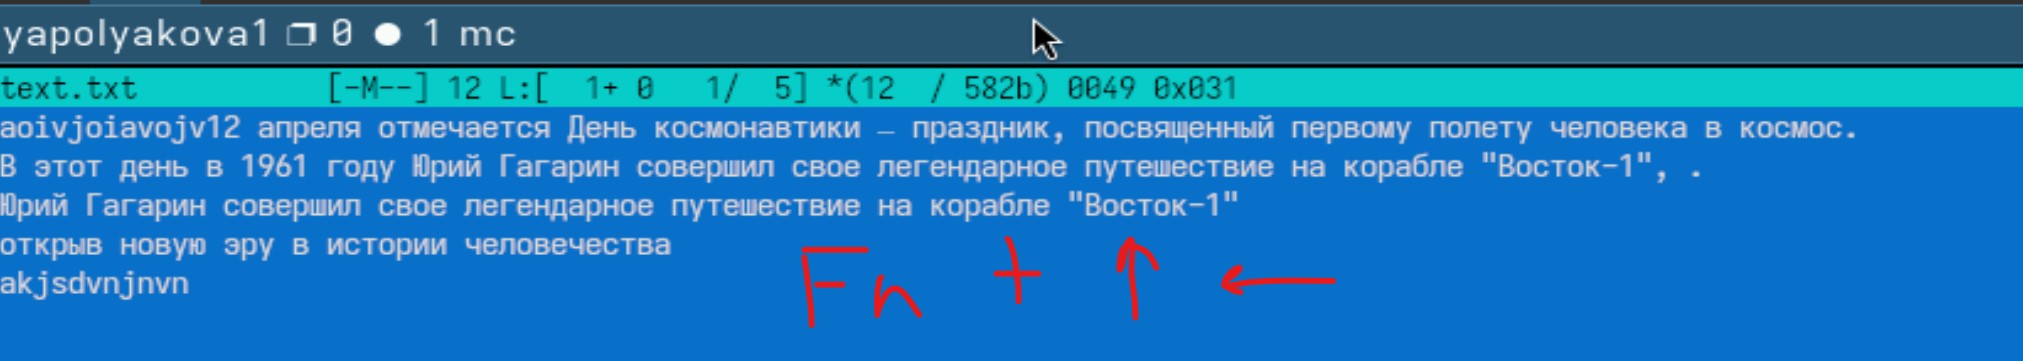 yapolyakova1 ❐ 0 ● 1 mc
text.txt [-M--] 12 L:[ 1+ 0 1/ 5] *(12 / 582b) 0049 0x031
aoivjoiavojv12 апреля отмечается День космонавтики — праздник, посвященный первому полету человека в космос.
В этот день в 1961 году Юрий Гагарин совершил свое легендарное путешествие на корабле "Восток-1", .
Юрий Гагарин совершил свое легендарное путешествие на корабле "Восток-1"
открыв новую эру в истории человечества
akjsdvnjnvn
Fn + ↑ ←